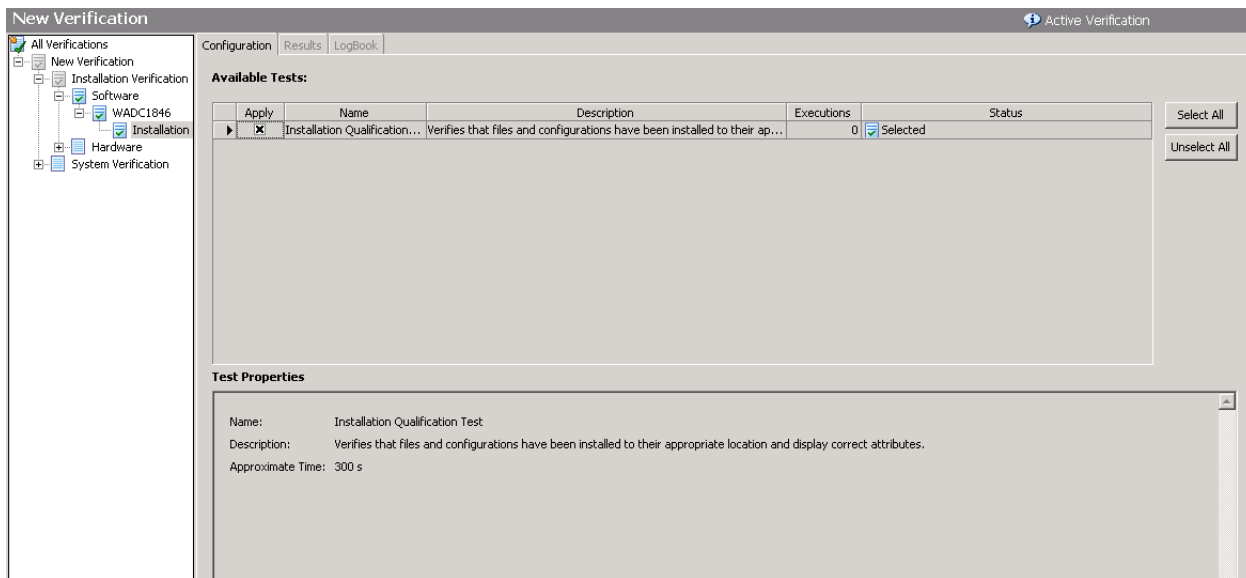 New Verification
Active Verification
All Verifications
New Verification
Installation Verification
Software
WADC1846
Installation
Hardware
System Verification
Configuration
Results
LogBook
Available Tests:
Apply Name Description Executions Status
Installation Qualification... Verifies that files and configurations have been installed to their ap... 0 Selected
Select All
Unselect All
Test Properties
Name: Installation Qualification Test
Description: Verifies that files and configurations have been installed to their appropriate location and display correct attributes.
Approximate Time: 300 s